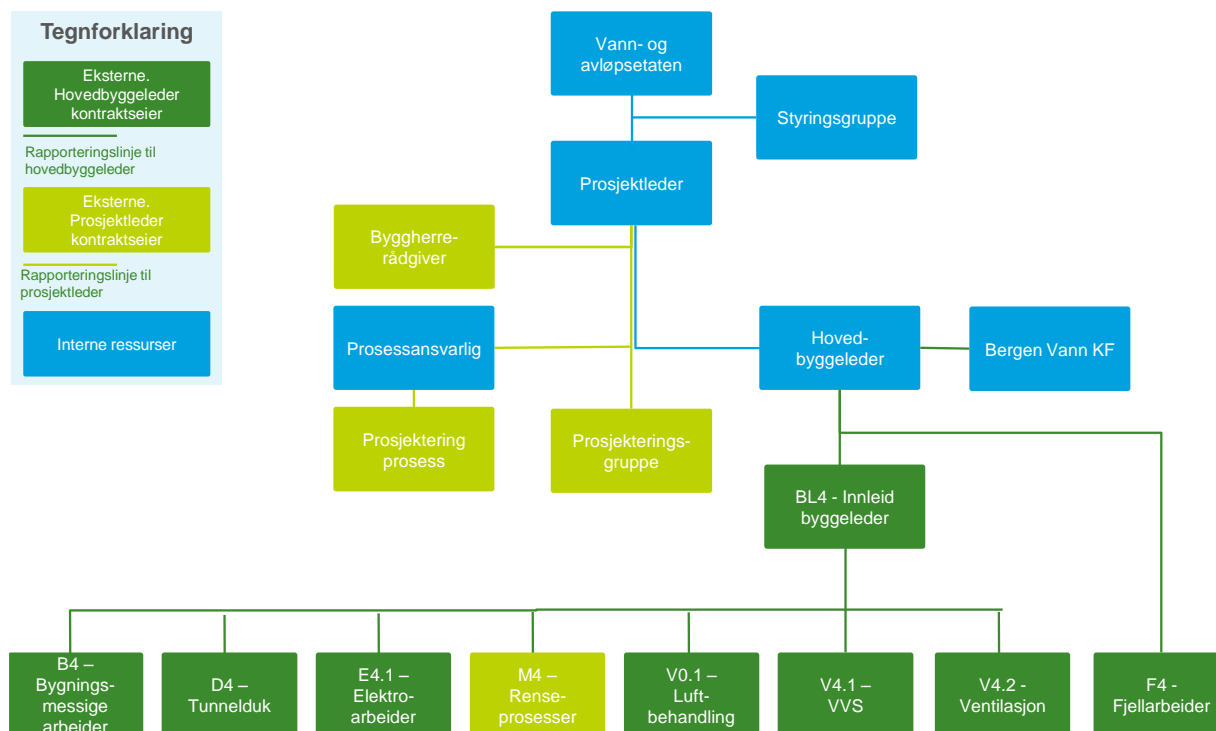 Tegnforklaring
Eksterne.
Hovedbyggeleder
kontraktseier
Rapporteringslinje til
hovedbyggeleder
Eksterne.
Prosjektleder
kontraktseier
Rapporteringslinje til
prosjektleder
Interne ressurser
Vann- og
avløpsetaten
Styringsgruppe
Prosjektleder
Byggherre-
rådgiver
Prosessansvarlig
Hoved-
byggeleder
Bergen Vann KF
Prosjektering
prosess
Prosjekterings-
gruppe
BL4 - Innleid
byggeleder
B4 –
Bygnings-
messige
arbeider
D4 –
Tunnelduk
E4.1 –
Elektro-
arbeider
M4 –
Rense-
prosesser
V0.1 –
Luft-
behandling
V4.1 –
VVS
V4.2 -
Ventilasjon
F4 -
Fjellarbeider